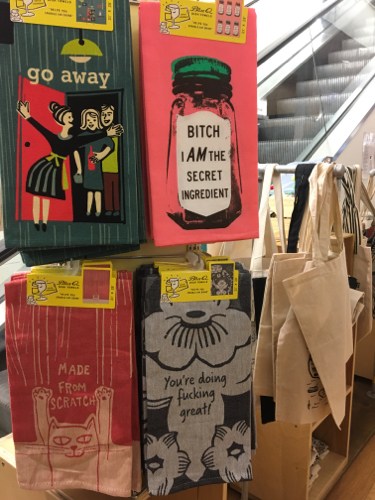 go away
BITCH
I AM THE
SECRET
INGREDIENT
MADE
FROM
SCRATCH
You're doing
fucking
great!